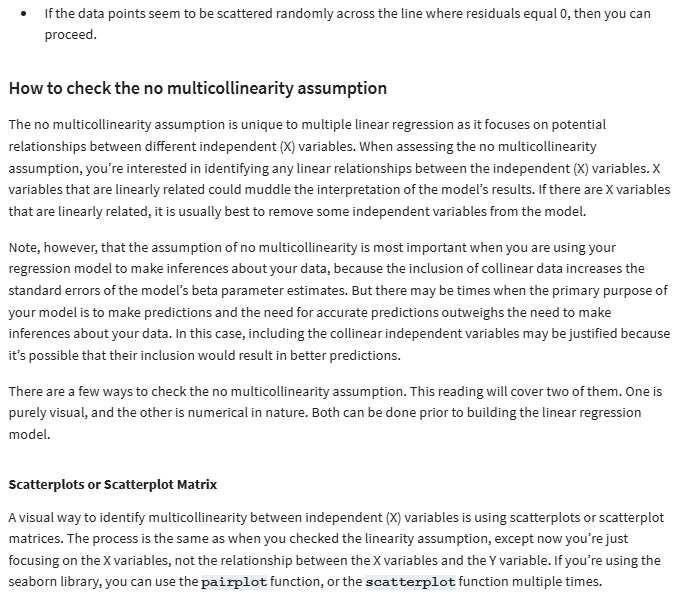 If the data points seem to be scattered randomly across the line where residuals equal 0, then you can
proceed.
How to check the no multicollinearity assumption
The no multicollinearity assumption is unique to multiple linear regression as it focuses on potential
relationships between different independent (X) variables. When assessing the no multicollinearity
assumption, you're interested in identifying any linear relationships between the independent (X) variables. X
variables that are linearly related could muddle the interpretation of the model's results. If there are X variables
that are linearly related, it is usually best to remove some independent variables from the model.
Note, however, that the assumption of no multicollinearity is most important when you are using your
regression model to make inferences about your data, because the inclusion of collinear data increases the
standard errors of the model's beta parameter estimates. But there may be times when the primary purpose of
your model is to make predictions and the need for accurate predictions outweighs the need to make
inferences about your data. In this case, including the collinear independent variables may be justified because
it's possible that their inclusion would result in better predictions.
There are a few ways to check the no multicollinearity assumption. This reading will cover two of them. One is
purely visual, and the other is numerical in nature. Both can be done prior to building the linear regression
model.
Scatterplots or Scatterplot Matrix
A visual way to identify multicollinearity between independent (X) variables is using scatterplots or scatterplot
matrices. The process is the same as when you checked the linearity assumption, except now you're just
focusing on the X variables, not the relationship between the X variables and the Y variable. If you're using the
seaborn library, you can use the pairplot function, or the scatterplot function multiple times.